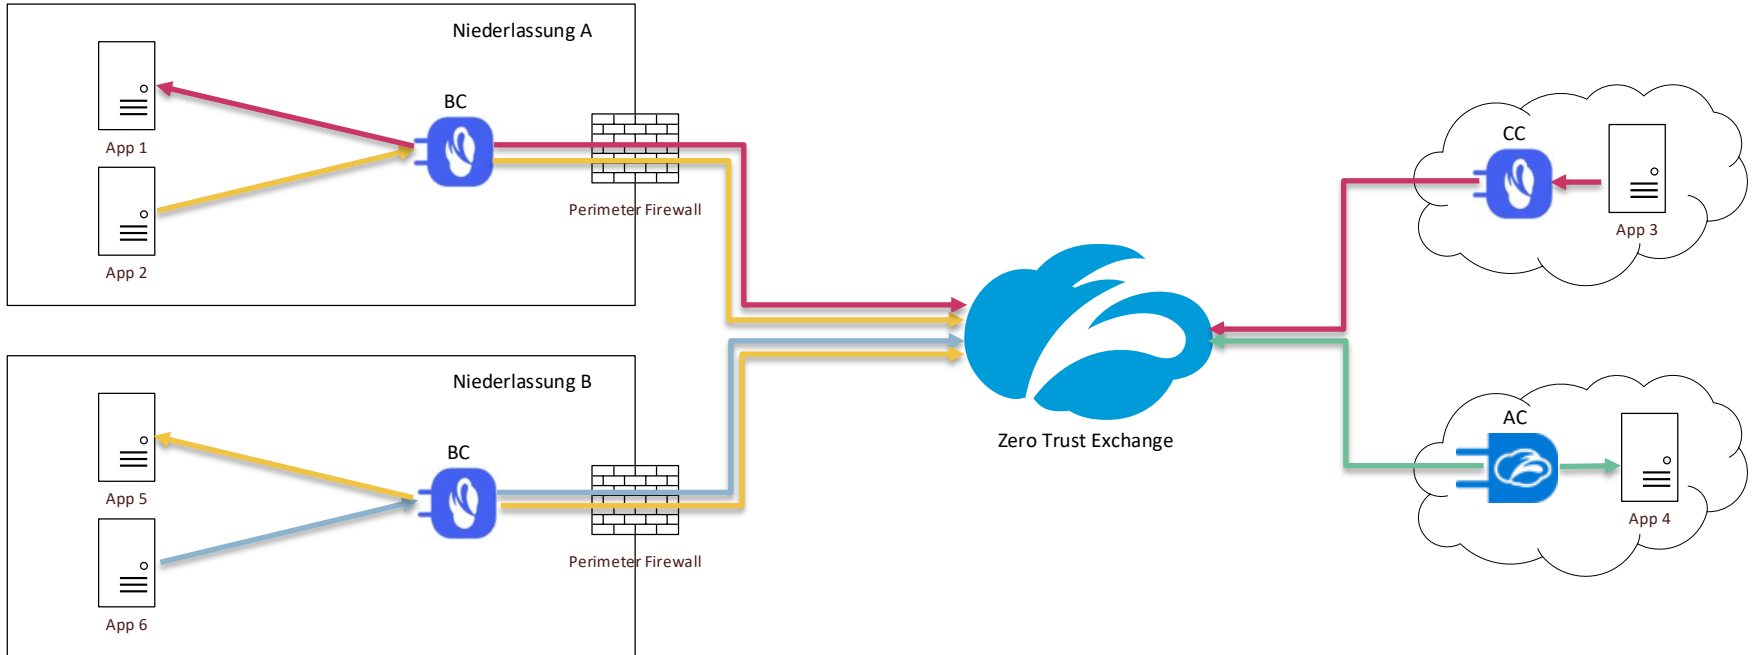 Niederlassung A
BC
App 1
App 2
Perimeter Firewall
Niederlassung B
BC
App 5
App 6
Perimeter Firewall
Zero Trust Exchange
CC
App 3
AC
App 4